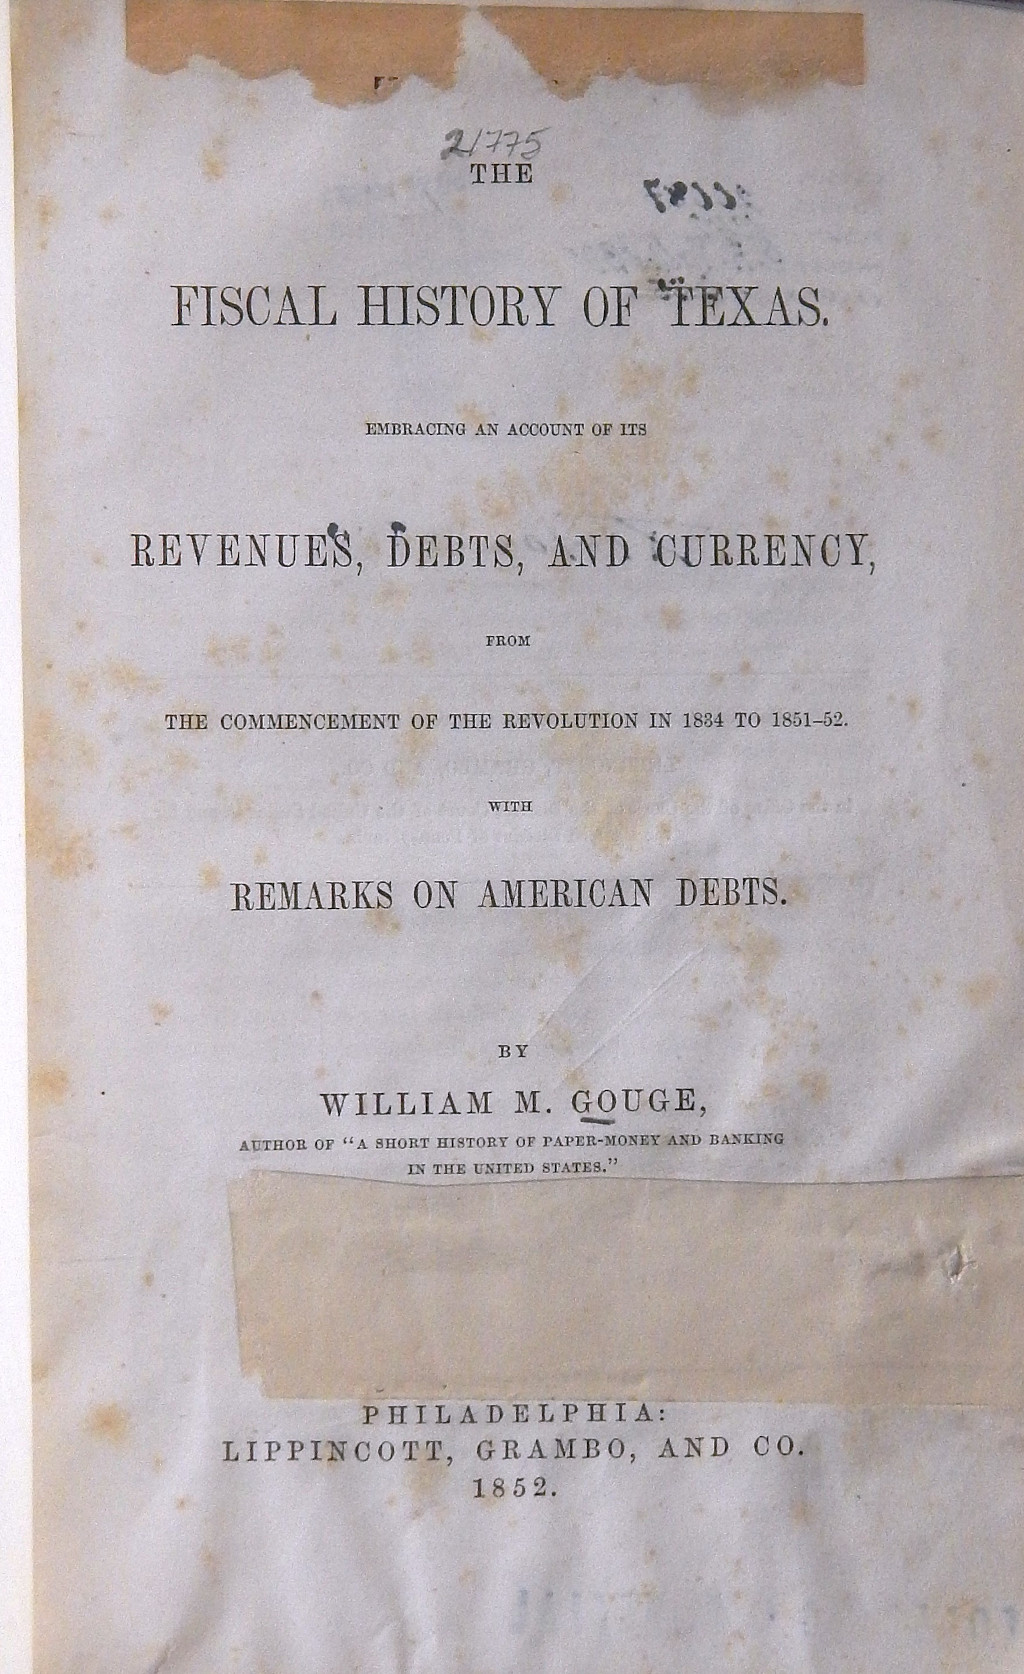 21775
THE
FISCAL HISTORY OF TEXAS.
EMBRACING AN ACCOUNT OF ITS
REVENUES, DEBTS, AND CURRENCY,
FROM
THE COMMENCEMENT OF THE REVOLUTION IN 1834 TO 1851–52.
WITH
REMARKS ON AMERICAN DEBTS.
BY
WILLIAM M. GOUGE,
AUTHOR OF “A SHORT HISTORY OF PAPER-MONEY AND BANKING
IN THE UNITED STATES.”
PHILADELPHIA:
LIPPINCOTT, GRAMBO, AND CO.
1852.